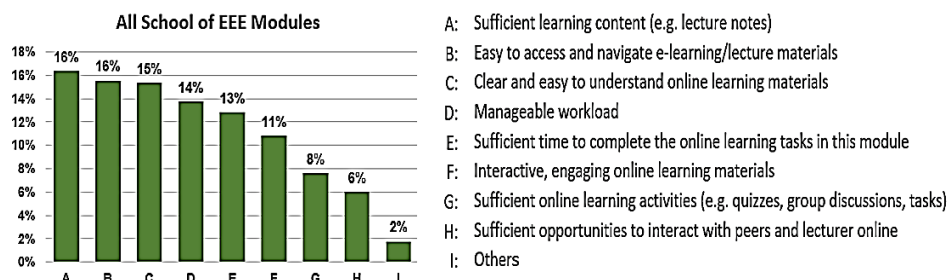 All School of EEE Modules
18%
16%
14%
12%
10%
8%
6%
4%
2%
0%
16%
16%
15%
14%
13%
11%
8%
6%
2%
A B C D E F G H I
A: Sufficient learning content (e.g. lecture notes)
B: Easy to access and navigate e-learning/lecture materials
C: Clear and easy to understand online learning materials
D: Manageable workload
E: Sufficient time to complete the online learning tasks in this module
F: Interactive, engaging online learning materials
G: Sufficient online learning activities (e.g. quizzes, group discussions, tasks)
H: Sufficient opportunities to interact with peers and lecturer online
I: Others